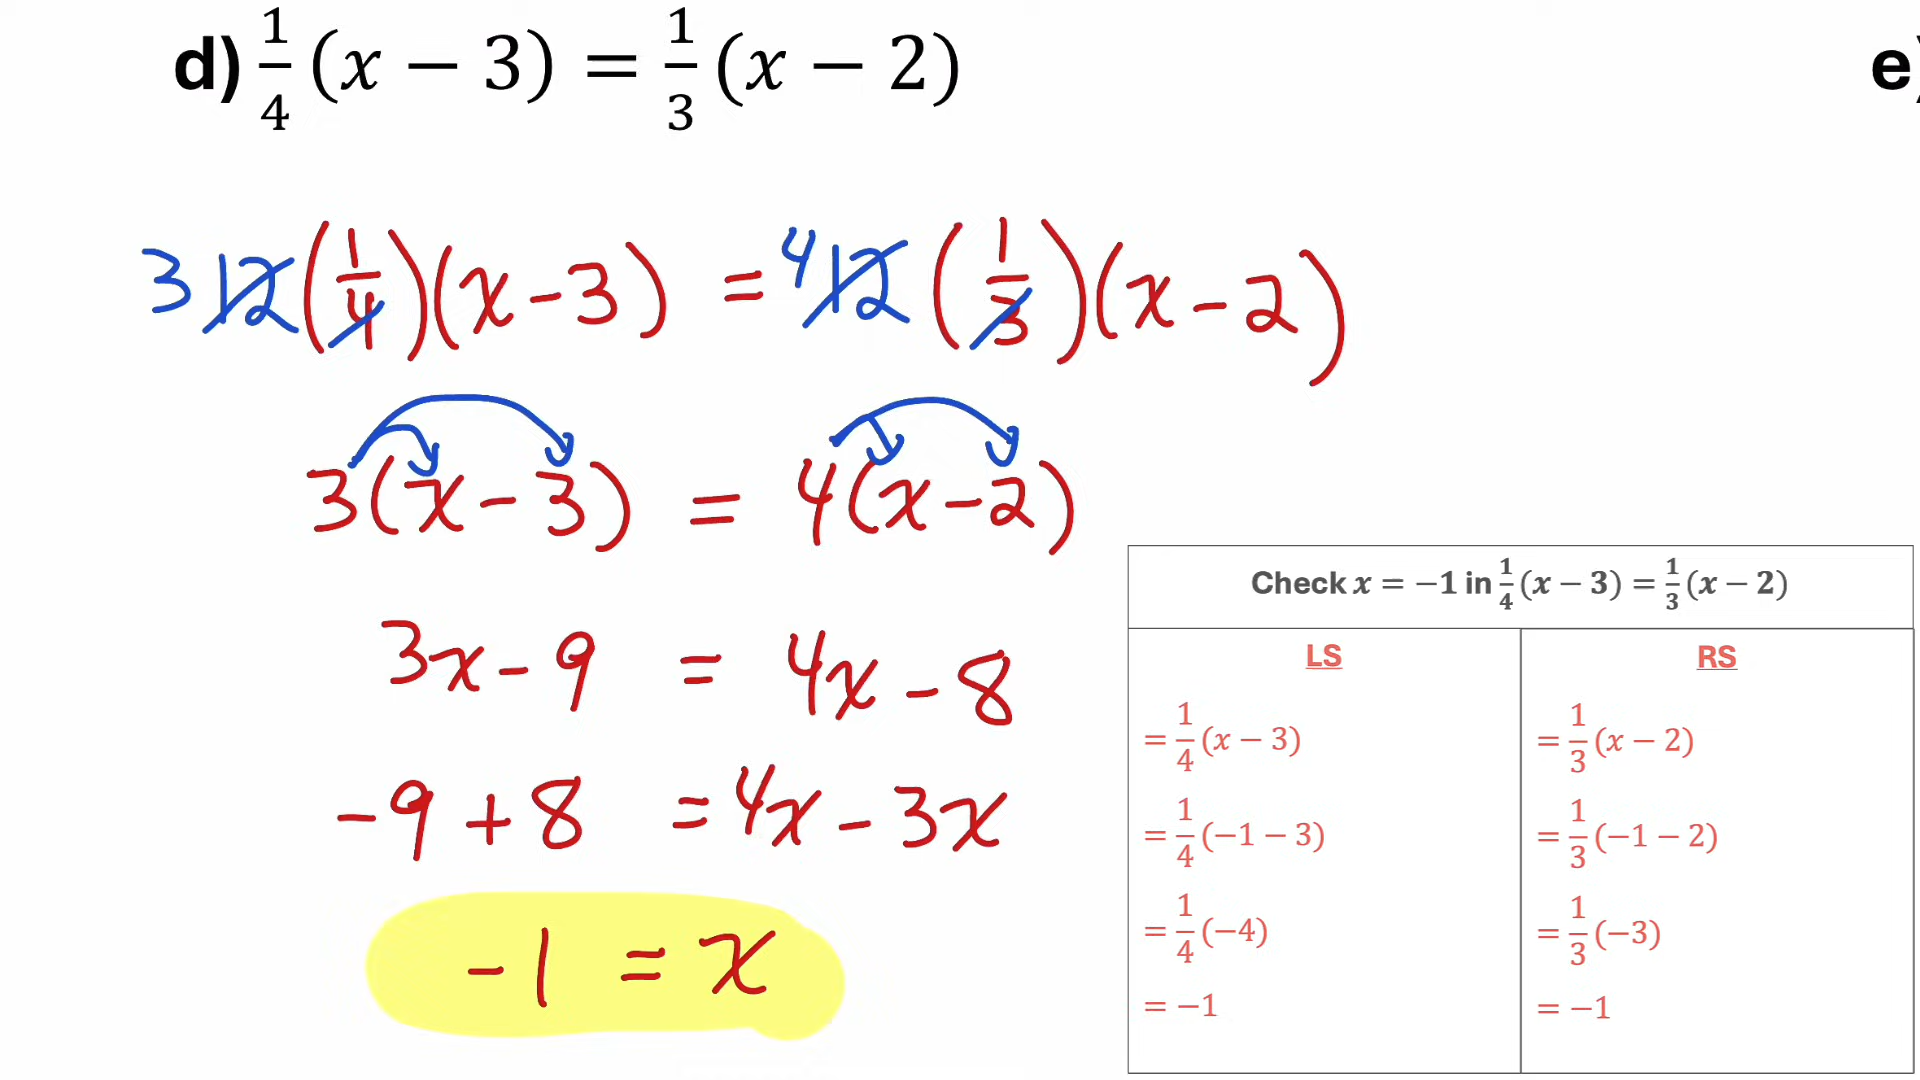 d) 1/4 (x − 3) = 1/3 (x − 2)
e)
3 12(1/4)(x-3) = 4 12(1/3)(x-2)
3(x-3) = 4(x-2)
3x-9 = 4x-8
-9+8 = 4x-3x
-1 = x
Check x = −1 in 1/4 (x − 3) = 1/3 (x − 2)
LS
= 1/4 (x − 3)
= 1/4 (−1 − 3)
= 1/4 (−4)
= −1
RS
= 1/3 (x − 2)
= 1/3 (−1 − 2)
= 1/3 (−3)
= −1